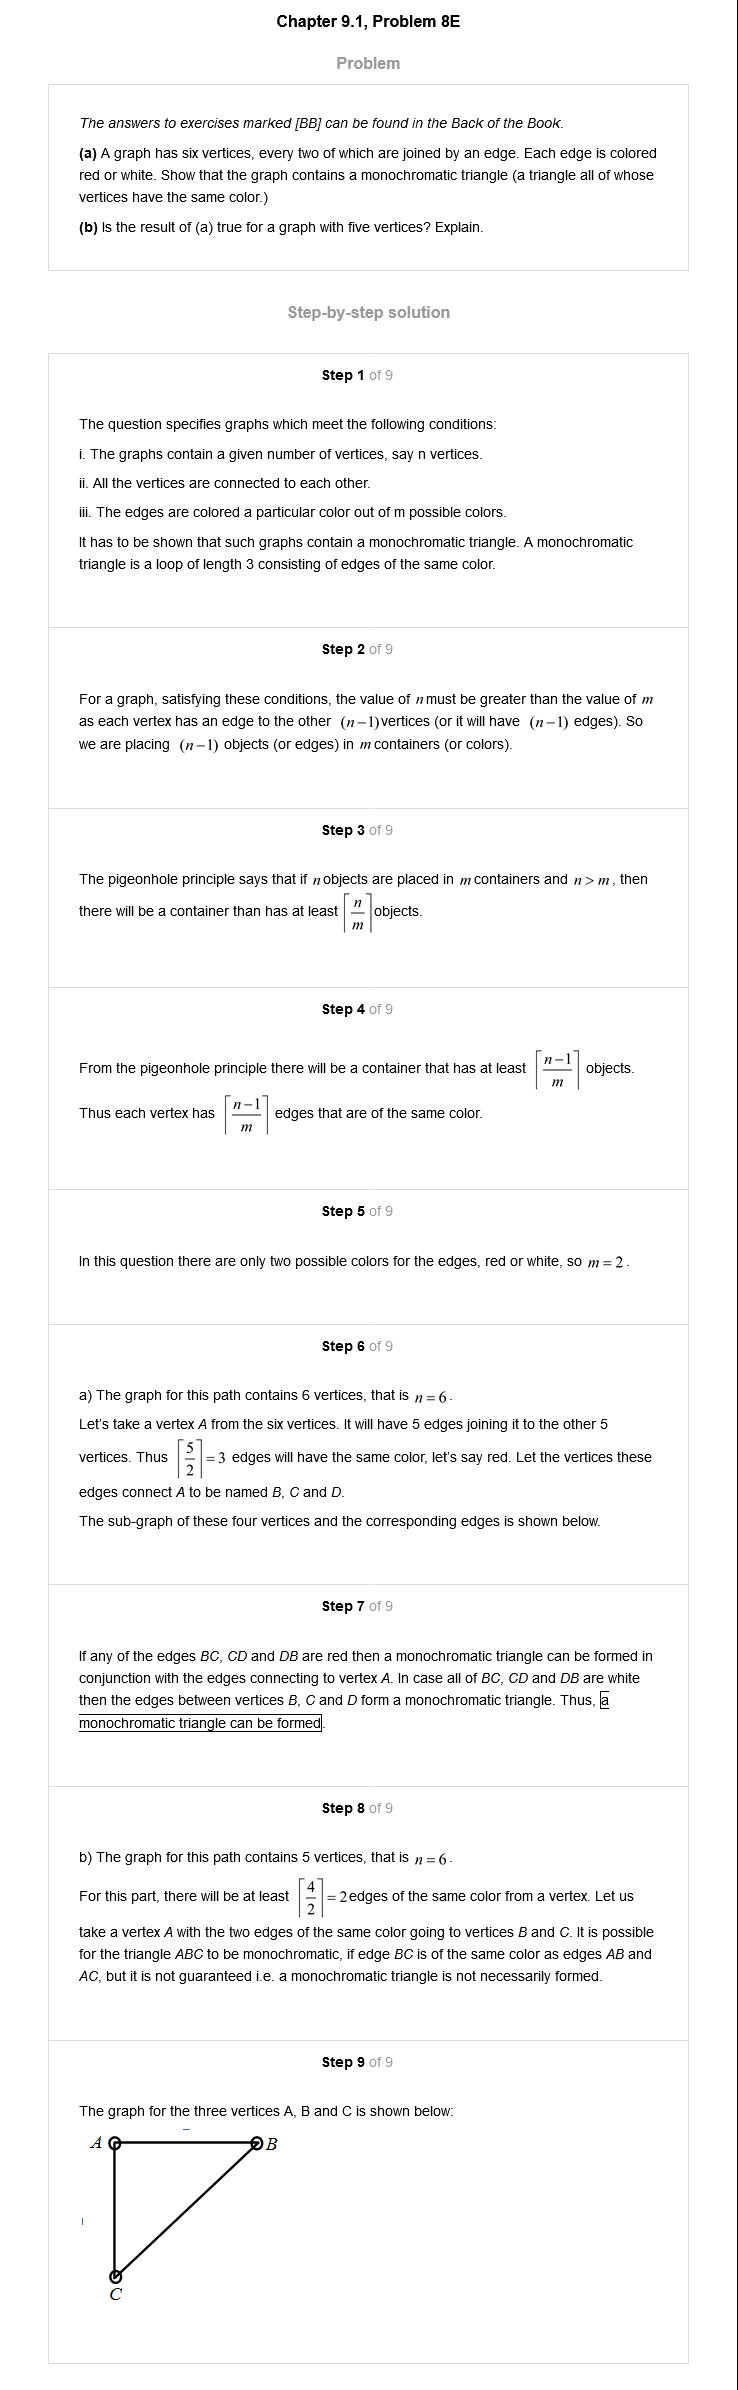 Chapter 9.1, Problem 8E
Problem
The answers to exercises marked [BB] can be found in the Back of the Book.
(a) A graph has six vertices, every two of which are joined by an edge. Each edge is colored
red or white. Show that the graph contains a monochromatic triangle (a triangle all of whose
vertices have the same color.)
(b) Is the result of (a) true for a graph with five vertices? Explain.
Step-by-step solution
Step 1 of 9
The question specifies graphs which meet the following conditions:
i. The graphs contain a given number of vertices, say n vertices.
ii. All the vertices are connected to each other.
iii. The edges are colored a particular color out of m possible colors.
It has to be shown that such graphs contain a monochromatic triangle. A monochromatic
triangle is a loop of length 3 consisting of edges of the same color.
Step 2 of 9
For a graph, satisfying these conditions, the value of n must be greater than the value of m
as each vertex has an edge to the other (n−1) vertices (or it will have (n−1) edges). So
we are placing (n−1) objects (or edges) in m containers (or colors).
Step 3 of 9
The pigeonhole principle says that if n objects are placed in m containers and n > m, then
there will be a container than has at least ⌈n/m⌉ objects.
Step 4 of 9
From the pigeonhole principle there will be a container that has at least ⌈(n−1)/m⌉ objects.
Thus each vertex has ⌈(n−1)/m⌉ edges that are of the same color.
Step 5 of 9
In this question there are only two possible colors for the edges, red or white, so m = 2.
Step 6 of 9
a) The graph for this path contains 6 vertices, that is n = 6.
Let's take a vertex A from the six vertices. It will have 5 edges joining it to the other 5
vertices. Thus ⌈5/2⌉ = 3 edges will have the same color, let's say red. Let the vertices these
edges connect A to be named B, C and D.
The sub-graph of these four vertices and the corresponding edges is shown below.
Step 7 of 9
If any of the edges BC, CD and DB are red then a monochromatic triangle can be formed in
conjunction with the edges connecting to vertex A. In case all of BC, CD and DB are white
then the edges between vertices B, C and D form a monochromatic triangle. Thus, a
monochromatic triangle can be formed.
Step 8 of 9
b) The graph for this path contains 5 vertices, that is n = 6.
For this part, there will be at least ⌈4/2⌉ = 2 edges of the same color from a vertex. Let us
take a vertex A with the two edges of the same color going to vertices B and C. It is possible
for the triangle ABC to be monochromatic, if edge BC is of the same color as edges AB and
AC, but it is not guaranteed i.e. a monochromatic triangle is not necessarily formed.
Step 9 of 9
The graph for the three vertices A, B and C is shown below:
A B
C